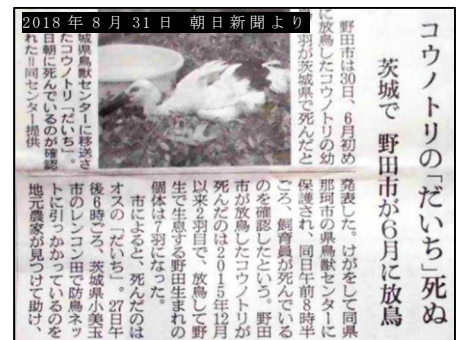 2018年8月31日 朝日新聞より
コウノトリの「だいち」死ぬ
茨城で 野田市が6月に放鳥
野田市は30日、6月初め
に放鳥したコウノトリの幼
羽が茨城県で死んだと
発表した。けがをして同県
那珂市の県鳥獣センターに
保護され、同日午前8時半
ごろ、飼育員が死んでいる
のを確認したという。野田
市が放鳥したコウノトリが
死んだのは2015年12月
以来2羽目で、放鳥して野
生で生息する野田生まれの
個体は7羽になった。
市によると、死んだのは
オスの「だいち」。27日午
後6時ごろ、茨城県小美玉
市のレンコン田で防鳥ネッ
トに引っかかっているのを
地元農家が見つけて助け、
城県鳥獣センターに移送さ
たコウノトリ「だいち」。
日朝に死んでいるのが確認
れた=同センター提供